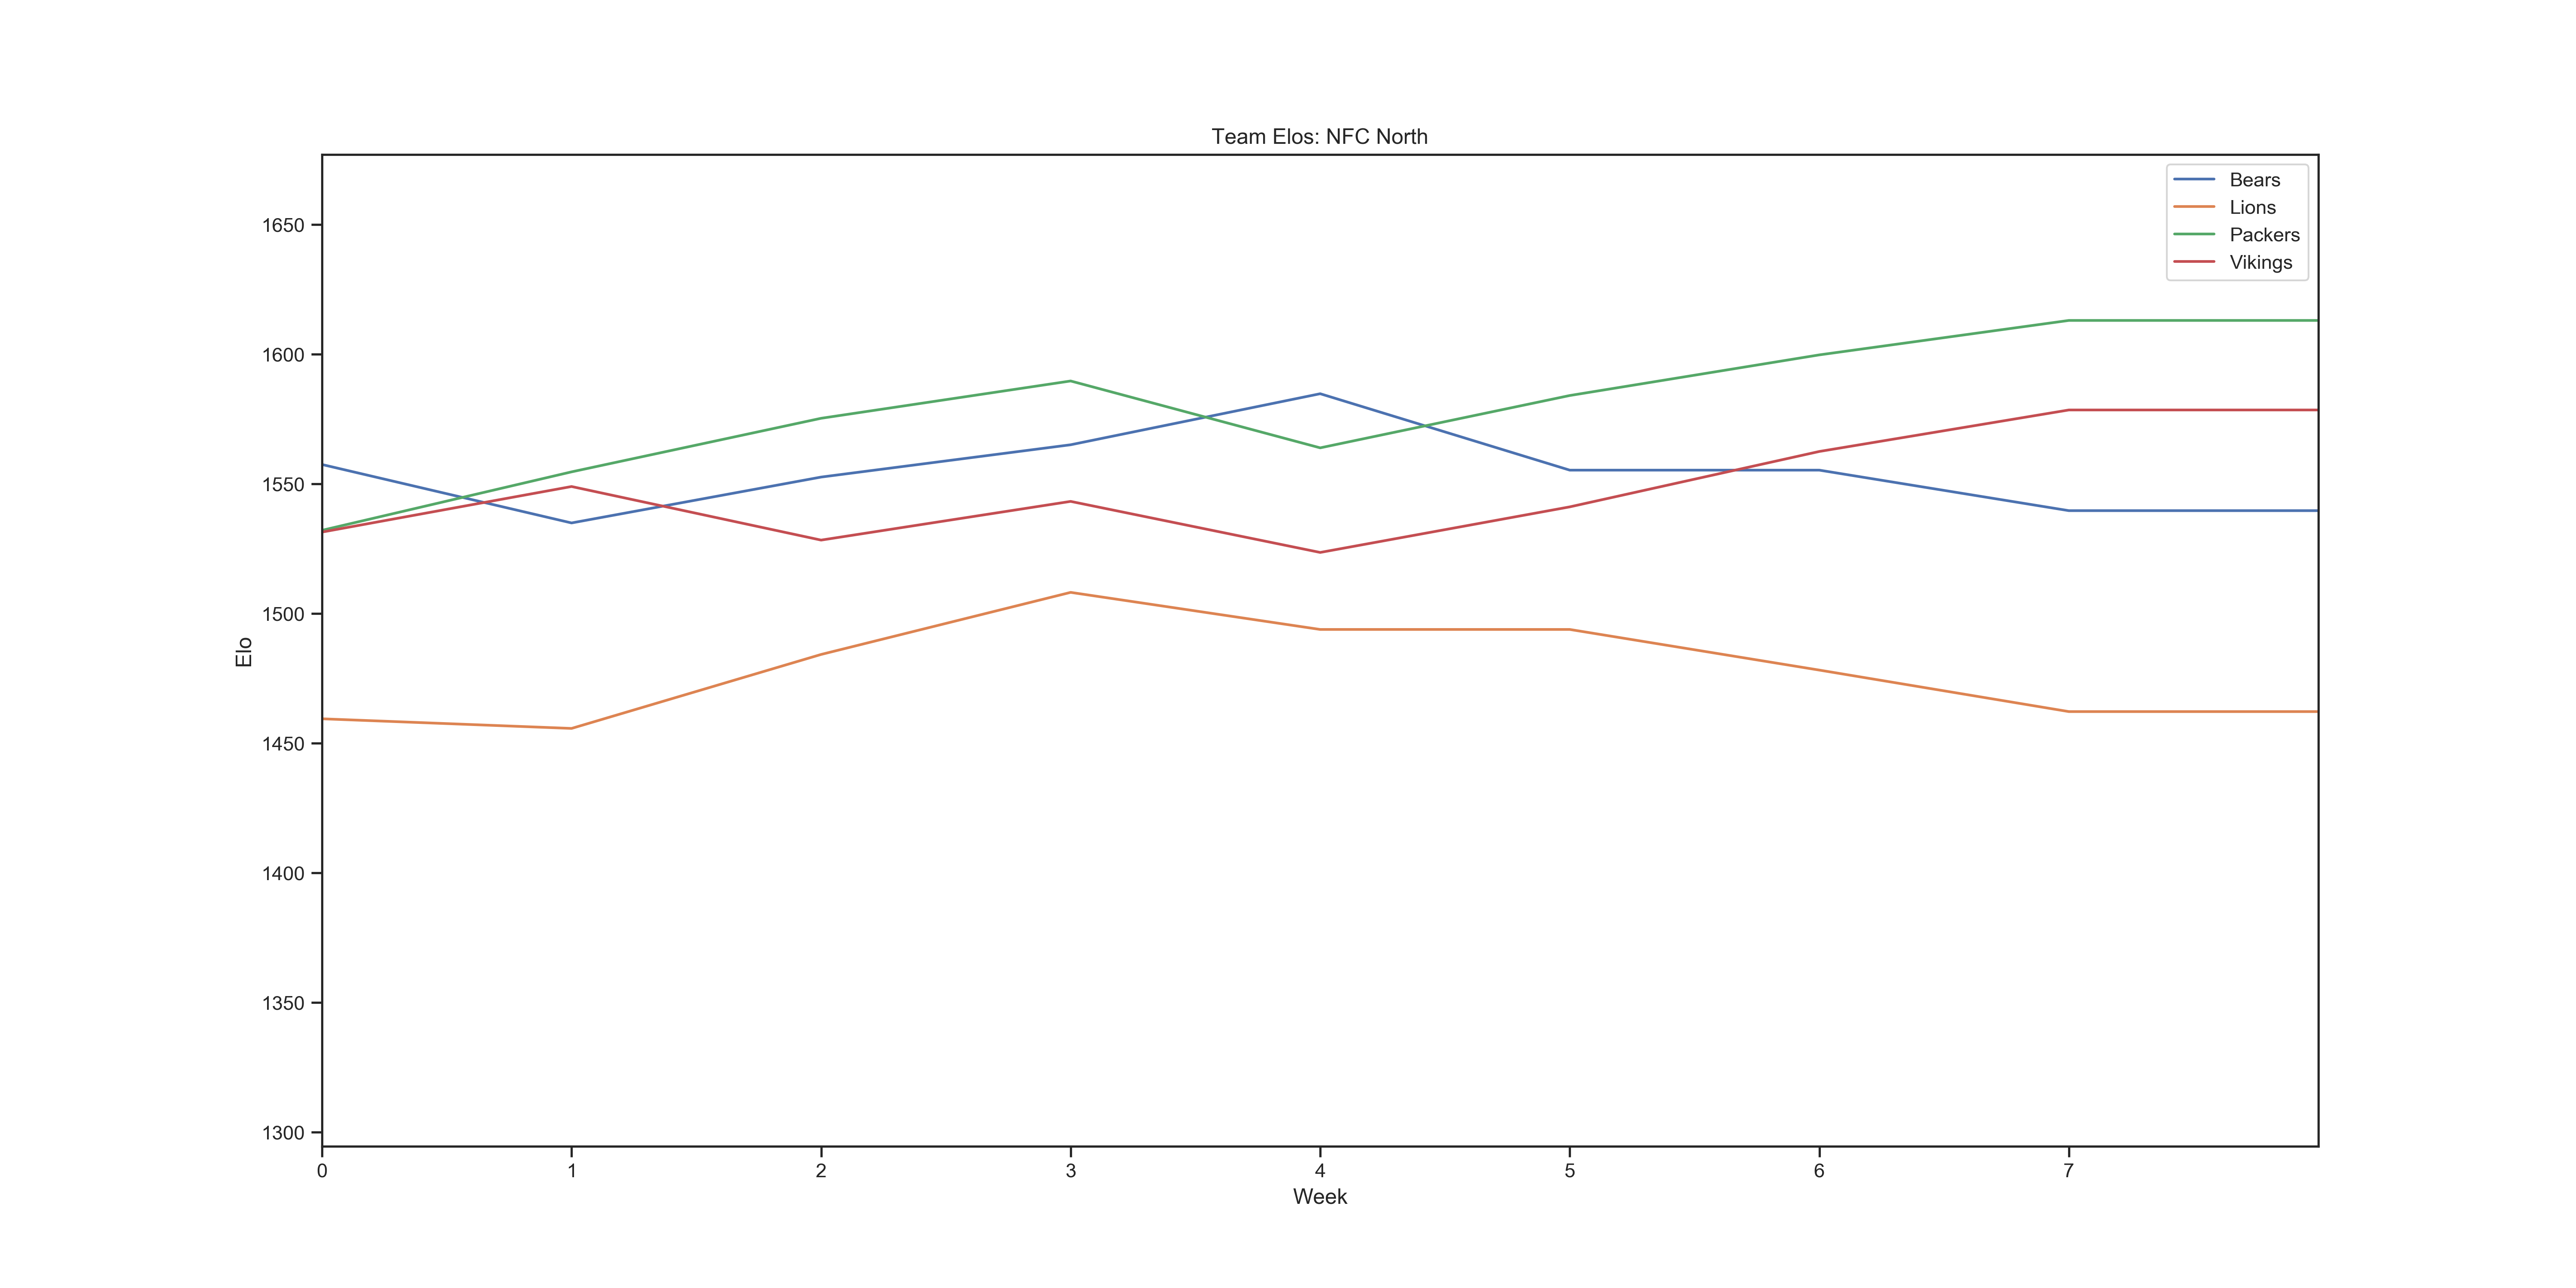 Team Elos: NFC North
Bears
Lions
Packers
Vikings
1650
1600
1550
1500
1450
1400
1350
1300
Elo
0 1 2 3 4 5 6 7
Week